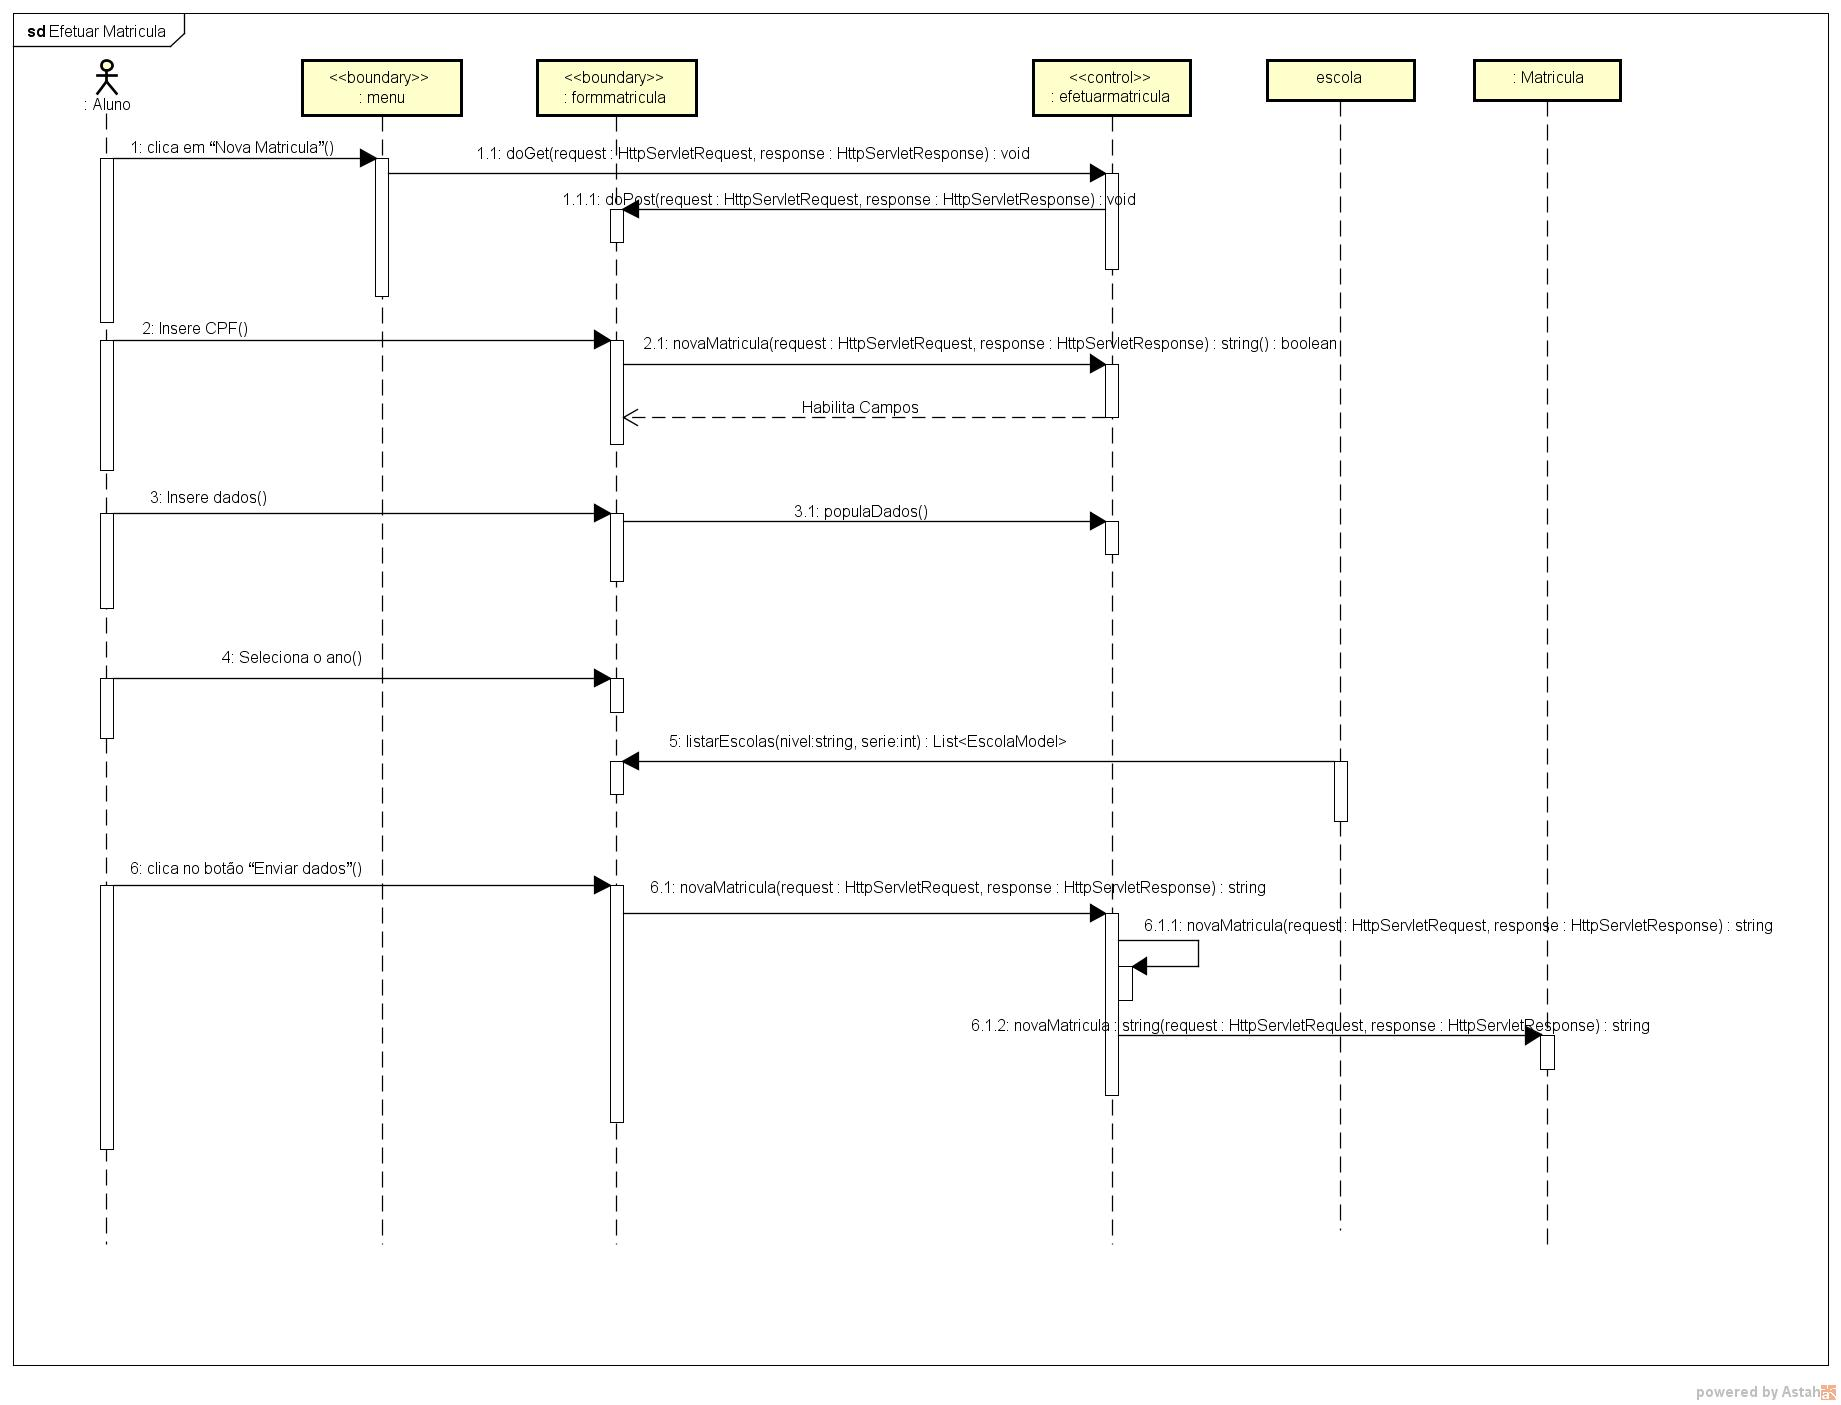 sd Efetuar Matricula
: Aluno
<<boundary>>
: menu
<<boundary>>
: formmatricula
<<control>>
: efetuarmatricula
escola
: Matricula
1: clica em “Nova Matricula”()
1.1: doGet(request : HttpServletRequest, response : HttpServletResponse) : void
1.1.1: doPost(request : HttpServletRequest, response : HttpServletResponse) : void
2: Insere CPF()
2.1: novaMatricula(request : HttpServletRequest, response : HttpServletResponse) : string() : boolean
Habilita Campos
3: Insere dados()
3.1: populaDados()
4: Seleciona o ano()
5: listarEscolas(nivel:string, serie:int) : List<EscolaModel>
6: clica no botão “Enviar dados”()
6.1: novaMatricula(request : HttpServletRequest, response : HttpServletResponse) : string
6.1.1: novaMatricula(request : HttpServletRequest, response : HttpServletResponse) : string
6.1.2: novaMatricula : string(request : HttpServletRequest, response : HttpServletResponse) : string
powered by Astah